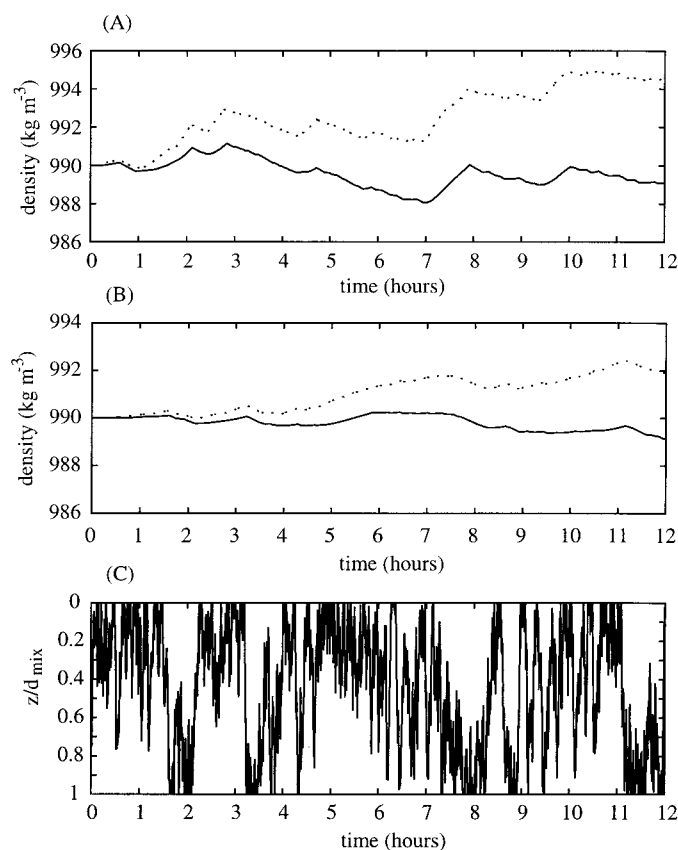 (A)
996
994
992
990
988
986
density (kg m-3)
0 1 2 3 4 5 6 7 8 9 10 11 12
time (hours)
(B)
994
992
990
988
986
density (kg m-3)
0 1 2 3 4 5 6 7 8 9 10 11 12
time (hours)
(C)
0
0.2
0.4
0.6
0.8
1
z/dmix
0 1 2 3 4 5 6 7 8 9 10 11 12
time (hours)